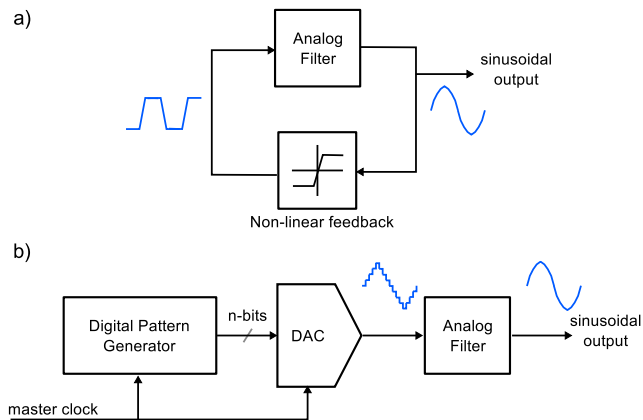 a)
Analog
Filter
sinusoidal
output
Non-linear feedback
b)
n-bits
Digital Pattern
Generator
DAC
Analog
Filter
sinusoidal
output
master clock